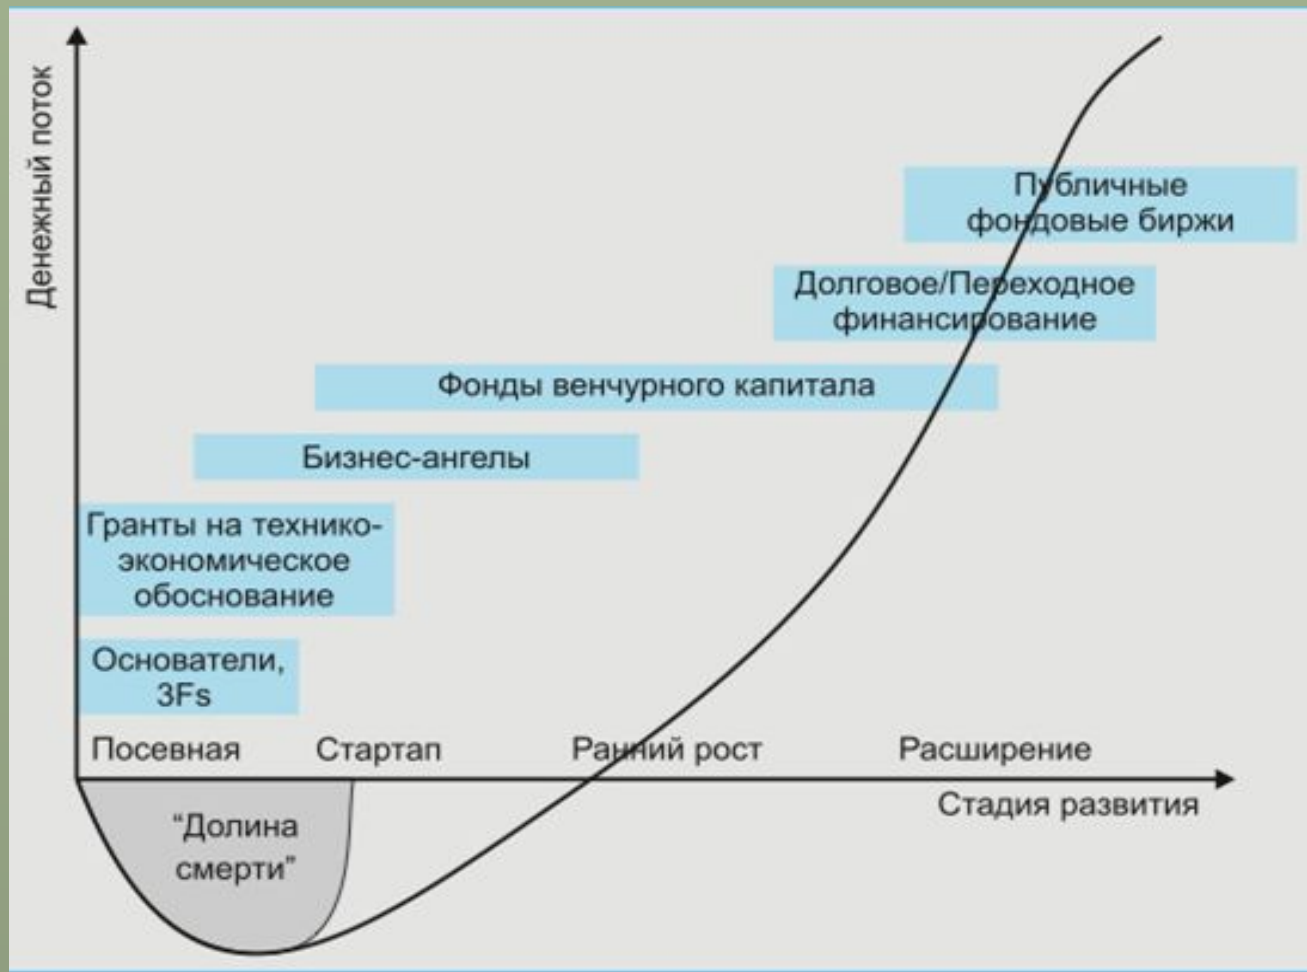 Денежный поток
Публичные
фондовые биржи
Долговое/Переходное
финансирование
Фонды венчурного капитала
Бизнес-ангелы
Гранты на технико-
экономическое
обоснование
Основатели,
3Fs
Посевная Стартап Ранний рост Расширение
Стадия развития
“Долина
смерти”